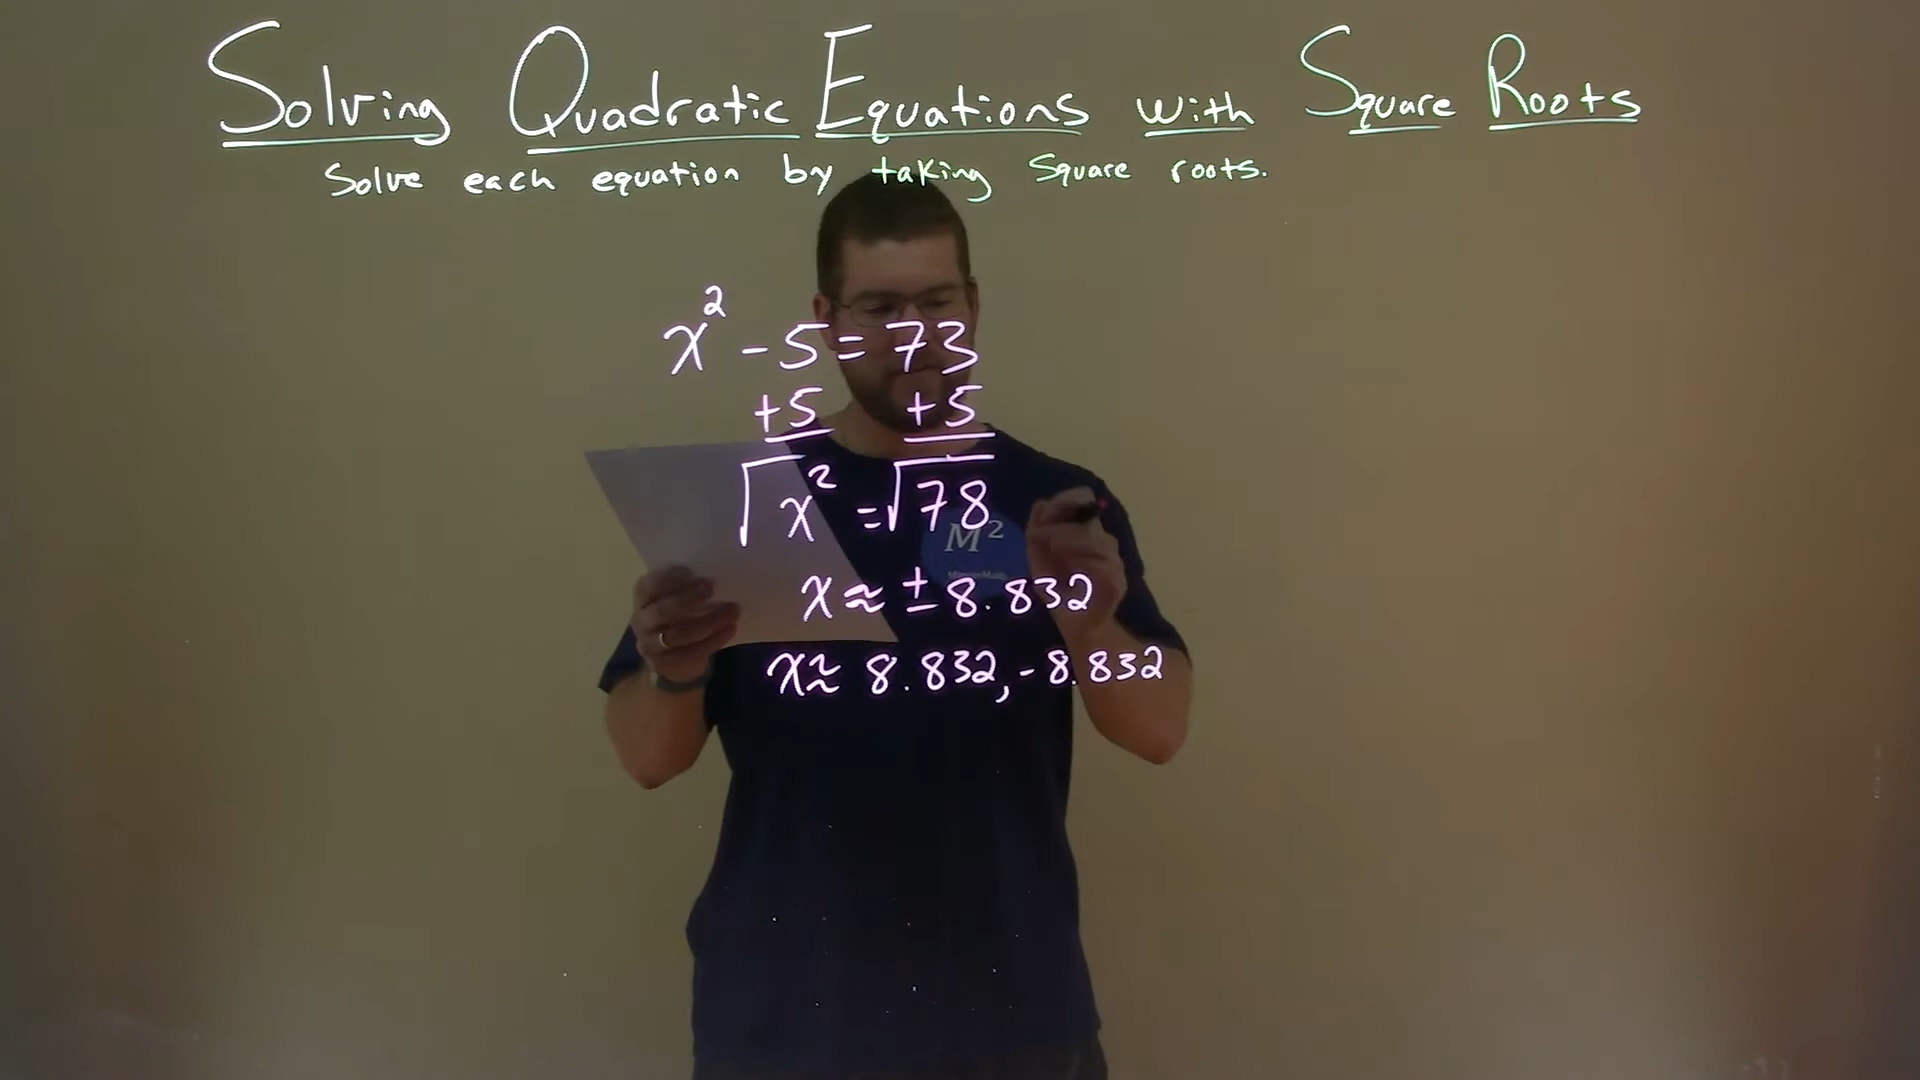 Solving Quadratic Equations with Square Roots
Solve each equation by taking Square roots.
x² - 5 = 73
+5 +5
√x² = √78
M²
x ≈ ± 8.832
x ≈ 8.832, -8.832